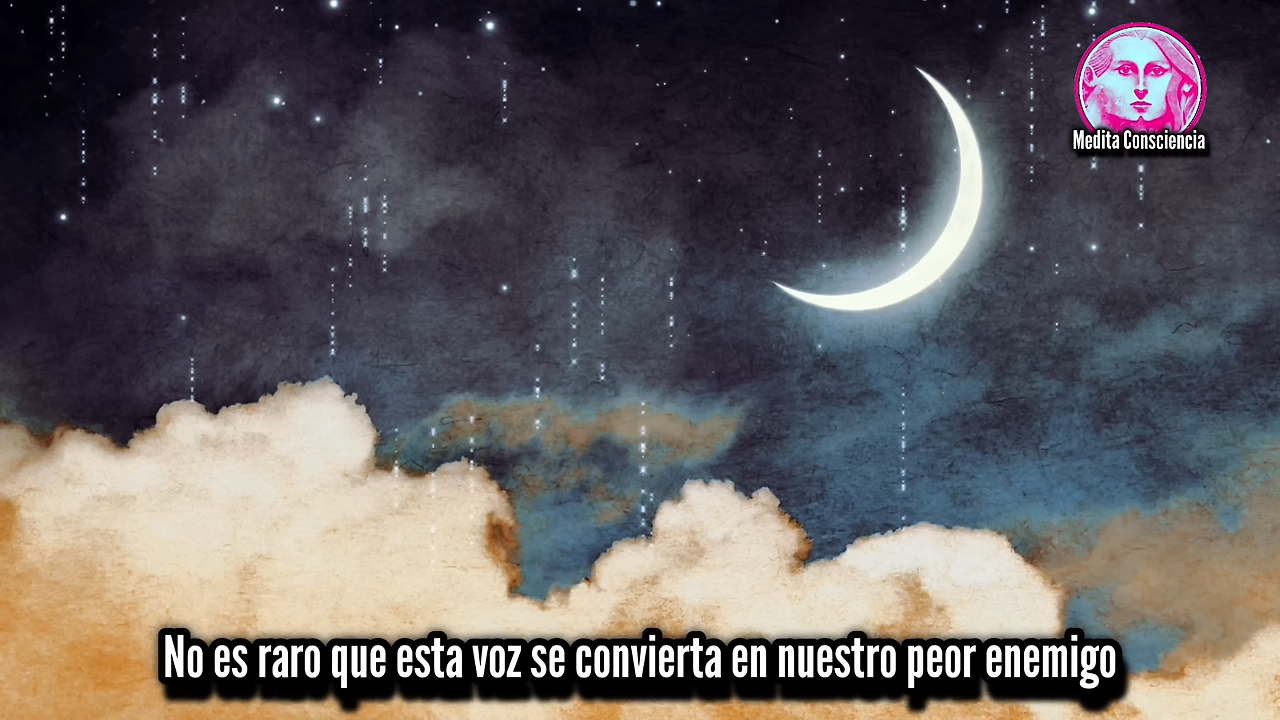 Medita Consciencia
No es raro que esta voz se convierta en nuestro peor enemigo